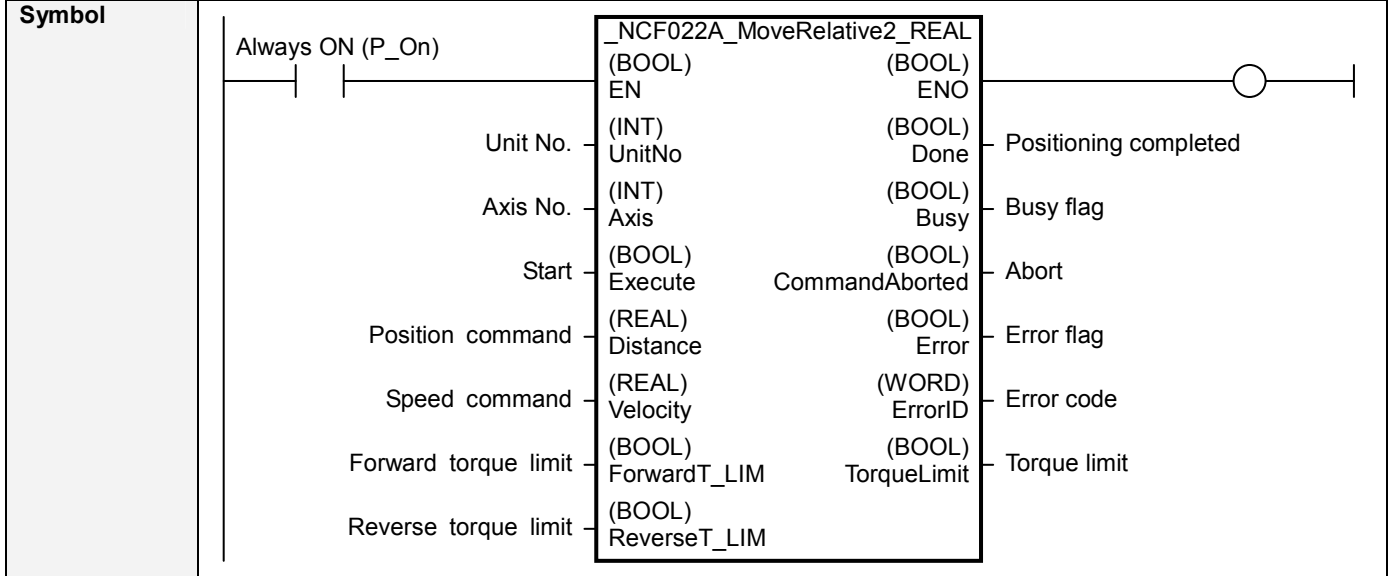 Symbol
Always ON (P_On)
_NCF022A_MoveRelative2_REAL
(BOOL) (BOOL)
EN ENO
(INT) (BOOL)
Unit No. UnitNo Done Positioning completed
(INT) (BOOL)
Axis No. Axis Busy Busy flag
(BOOL) (BOOL)
Start Execute CommandAborted Abort
(REAL) (BOOL)
Position command Distance Error Error flag
(REAL) (WORD)
Speed command Velocity ErrorID Error code
(BOOL) (BOOL)
Forward torque limit ForwardT_LIM TorqueLimit Torque limit
(BOOL)
Reverse torque limit ReverseT_LIM